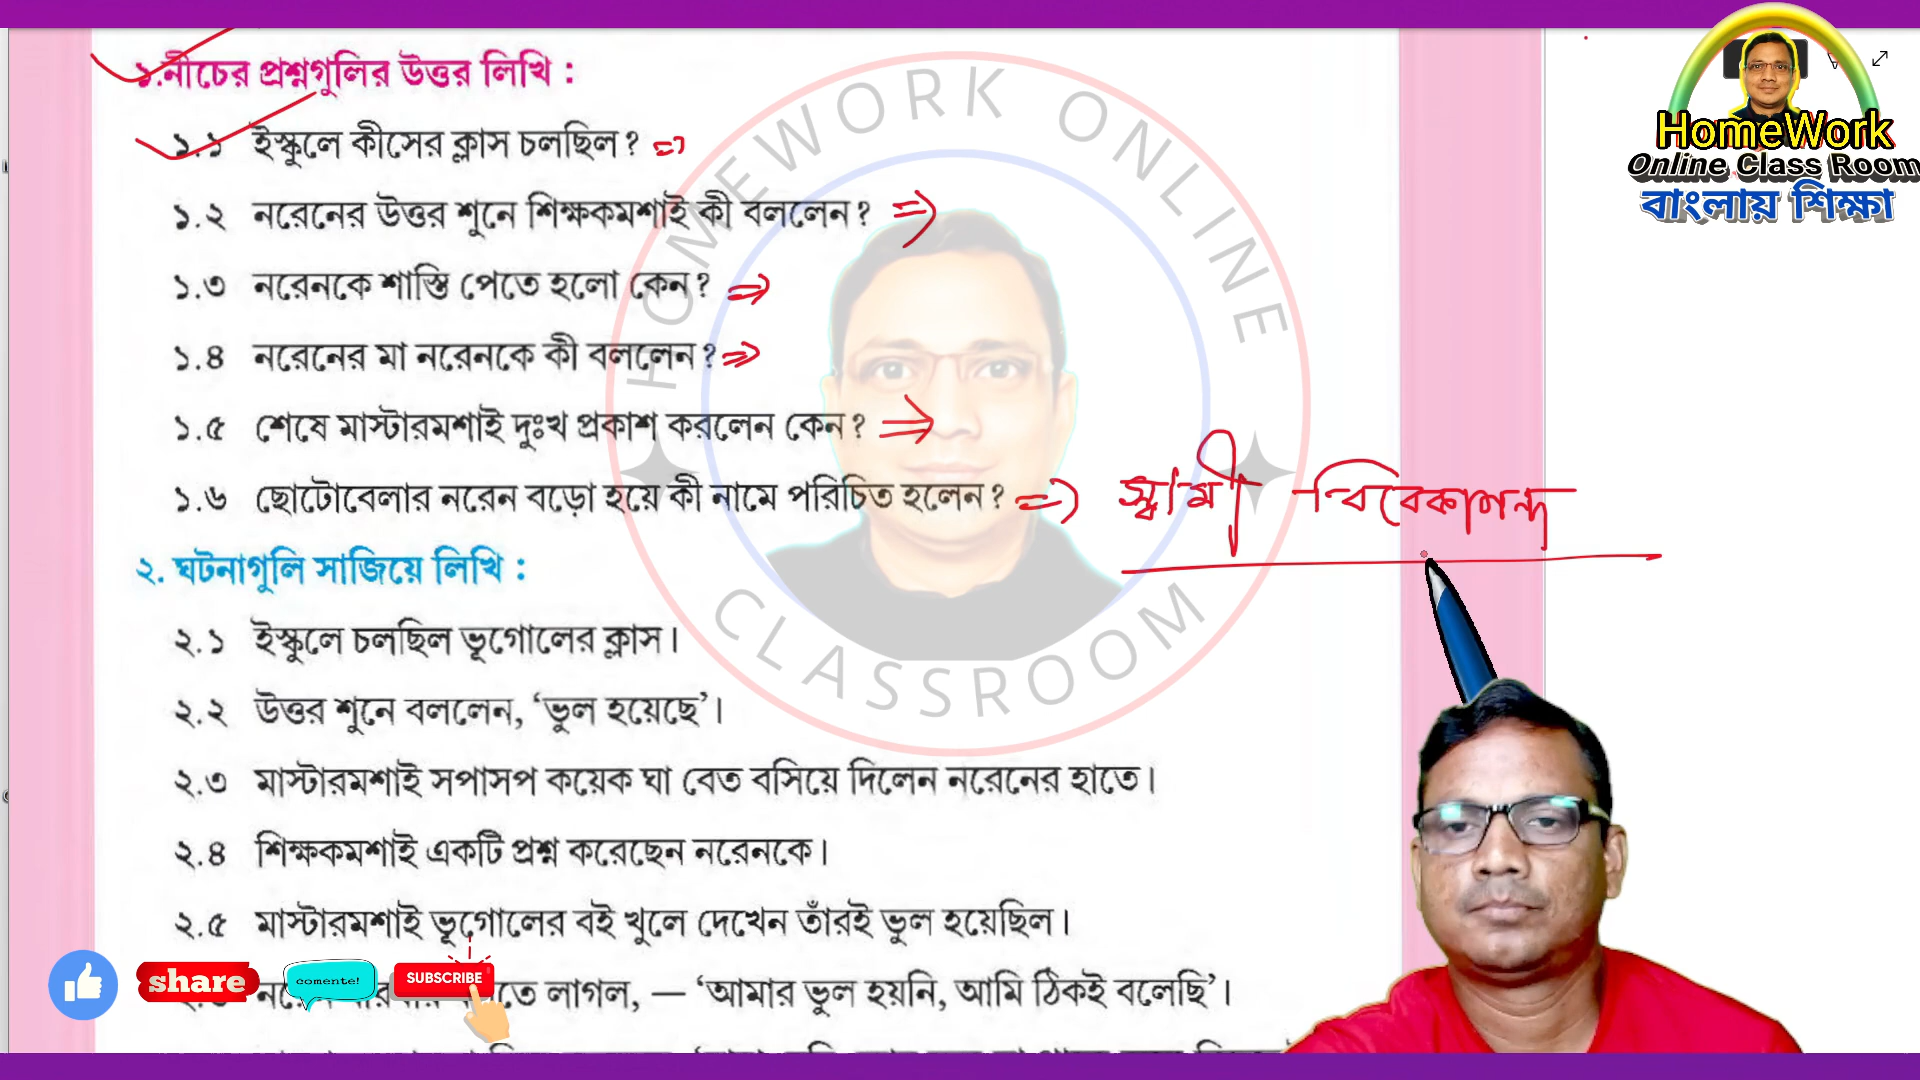 ১.নীচের প্রশ্নগুলির উত্তর লিখি :
১.১ ইস্কুলে কীসের ক্লাস চলছিল?
১.২ নরেনের উত্তর শুনে শিক্ষকমশাই কী বললেন?
১.৩ নরেনকে শাস্তি পেতে হলো কেন?
১.৪ নরেনের মা নরেনকে কী বললেন?
১.৫ শেষে মাস্টারমশাই দুঃখ প্রকাশ করলেন কেন?
১.৬ ছোটোবেলার নরেন বড়ো হয়ে কী নামে পরিচিত হলেন? => স্বামী বিবেকানন্দ
২. ঘটনাগুলি সাজিয়ে লিখি :
২.১ ইস্কুলে চলছিল ভূগোলের ক্লাস।
২.২ উত্তর শুনে বললেন, ‘ভুল হয়েছে’।
২.৩ মাস্টারমশাই সপাসপ কয়েক ঘা বেত বসিয়ে দিলেন নরেনের হাতে।
২.৪ শিক্ষকমশাই একটি প্রশ্ন করেছেন নরেনকে।
২.৫ মাস্টারমশাই ভূগোলের বই খুলে দেখেন তাঁরই ভুল হয়েছিল।
লাগল, — ‘আমার ভুল হয়নি, আমি ঠিকই বলেছি’।
HOMEWORK ONLINE
CLASSROOM
HomeWork
Online Class Room
বাংলায় শিক্ষা
share
comente!
SUBSCRIBE